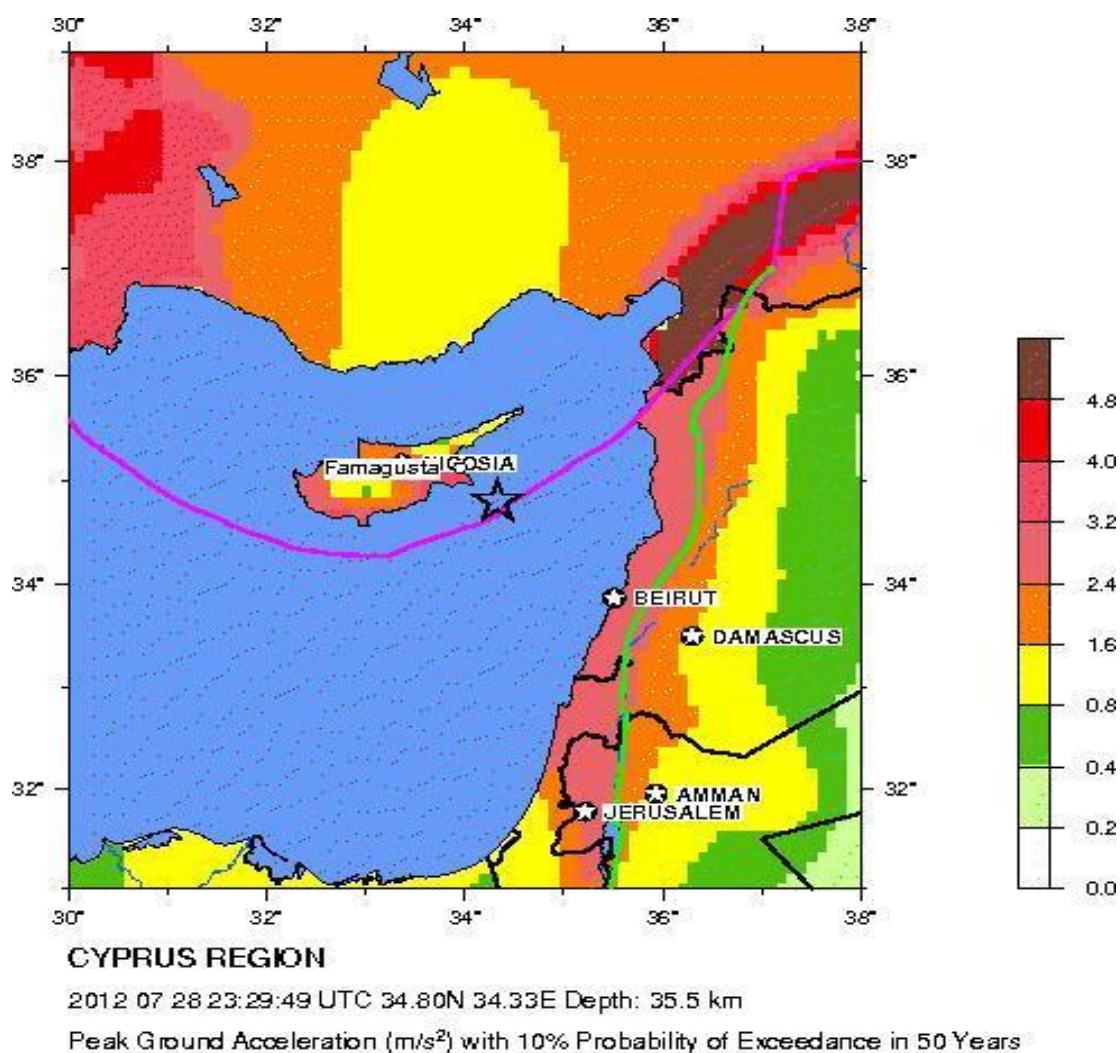 30° 32° 34° 36° 38°
38° 38°
36° 36°
Famagusta NICOSIA
34° 34°
BEIRUT
DAMASCUS
32° 32°
AMMAN
JERUSALEM
30° 32° 34° 36° 38°
4.8
4.0
3.2
2.4
1.6
0.8
0.4
0.2
0.0
CYPRUS REGION
2012 07 28 23:29:49 UTC 34.80N 34.33E Depth: 35.5 km
Peak Ground Acceleration (m/s²) with 10% Probability of Exceedance in 50 Years